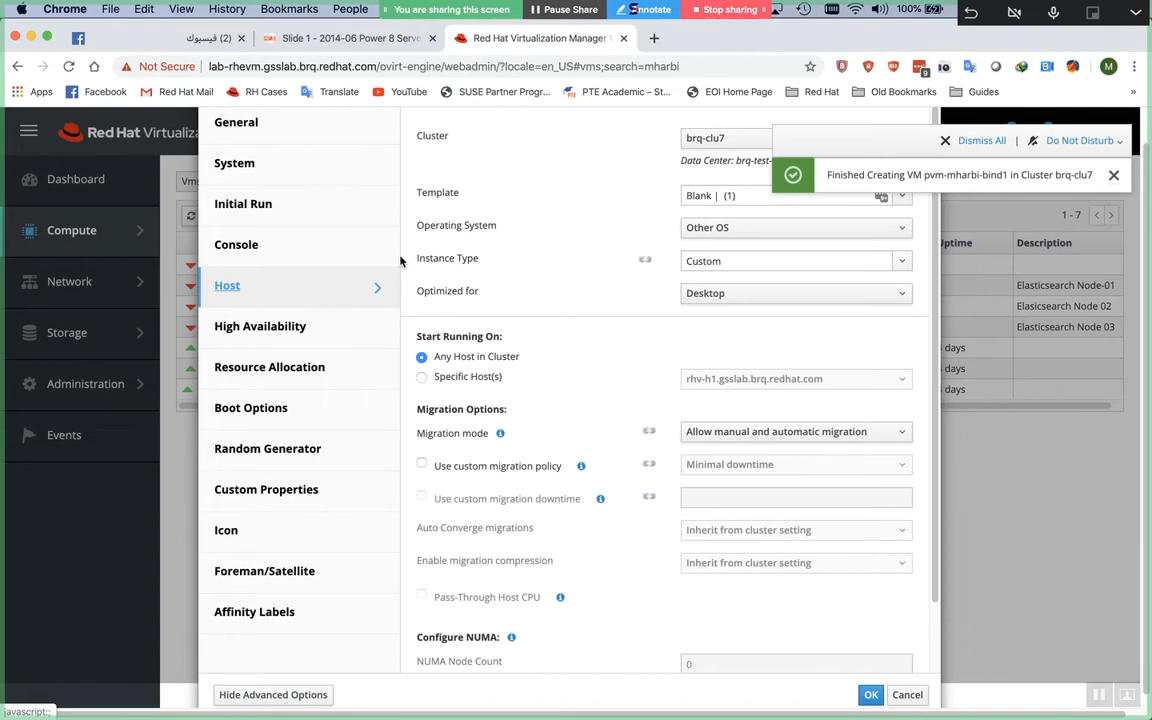 Chrome File Edit View History Bookmarks People
You are sharing this screen Pause Share Annotate Stop sharing 100%
(2) فيسبوك Slide 1 - 2014-06 Power 8 Serve Red Hat Virtualization Manager
Not Secure lab-rhevm.gsslab.brq.redhat.com/ovirt-engine/webadmin/?locale=en_US#vms;search=mharbi 9 M
Apps Facebook Red Hat Mail RH Cases Translate YouTube SUSE Partner Progr... PTE Academic – St... EOI Home Page Red Hat Old Bookmarks Guides »
Red Hat Virtualiza
Dashboard
Compute
Network
Storage
Administration
Events
Vms
General
System
Initial Run
Console
Host
High Availability
Resource Allocation
Boot Options
Random Generator
Custom Properties
Icon
Foreman/Satellite
Affinity Labels
Cluster brq-clu7
Data Center: brq-test-
Template Blank | (1)
Operating System Other OS
Instance Type Custom
Optimized for Desktop
Start Running On:
Any Host in Cluster
Specific Host(s) rhv-h1.gsslab.brq.redhat.com
Migration Options:
Migration mode Allow manual and automatic migration
Use custom migration policy Minimal downtime
Use custom migration downtime
Auto Converge migrations Inherit from cluster setting
Enable migration compression Inherit from cluster setting
Pass-Through Host CPU
Configure NUMA:
NUMA Node Count 0
Hide Advanced Options OK Cancel
Dismiss All | Do Not Disturb
Finished Creating VM pvm-mharbi-bind1 in Cluster brq-clu7
1 - 7
ptime Description
Elasticsearch Node-01
Elasticsearch Node 02
Elasticsearch Node 03
days
days
days
javascript:;